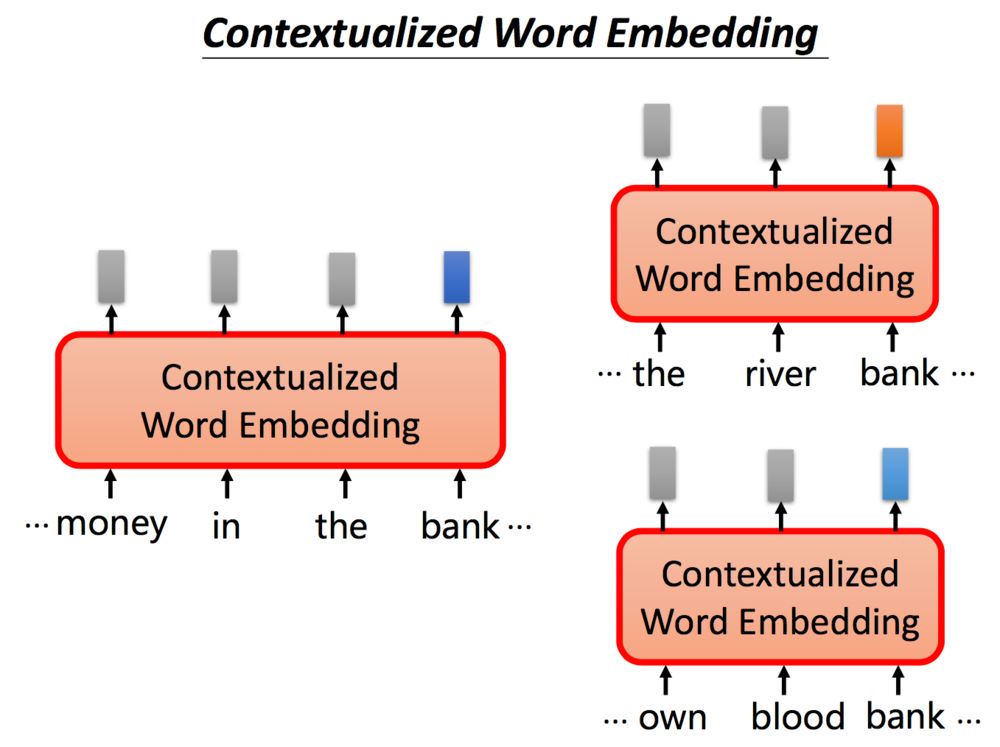 Contextualized Word Embedding
Contextualized
Word Embedding
... money in the bank ...
Contextualized
Word Embedding
... the river bank ...
Contextualized
Word Embedding
... own blood bank ...